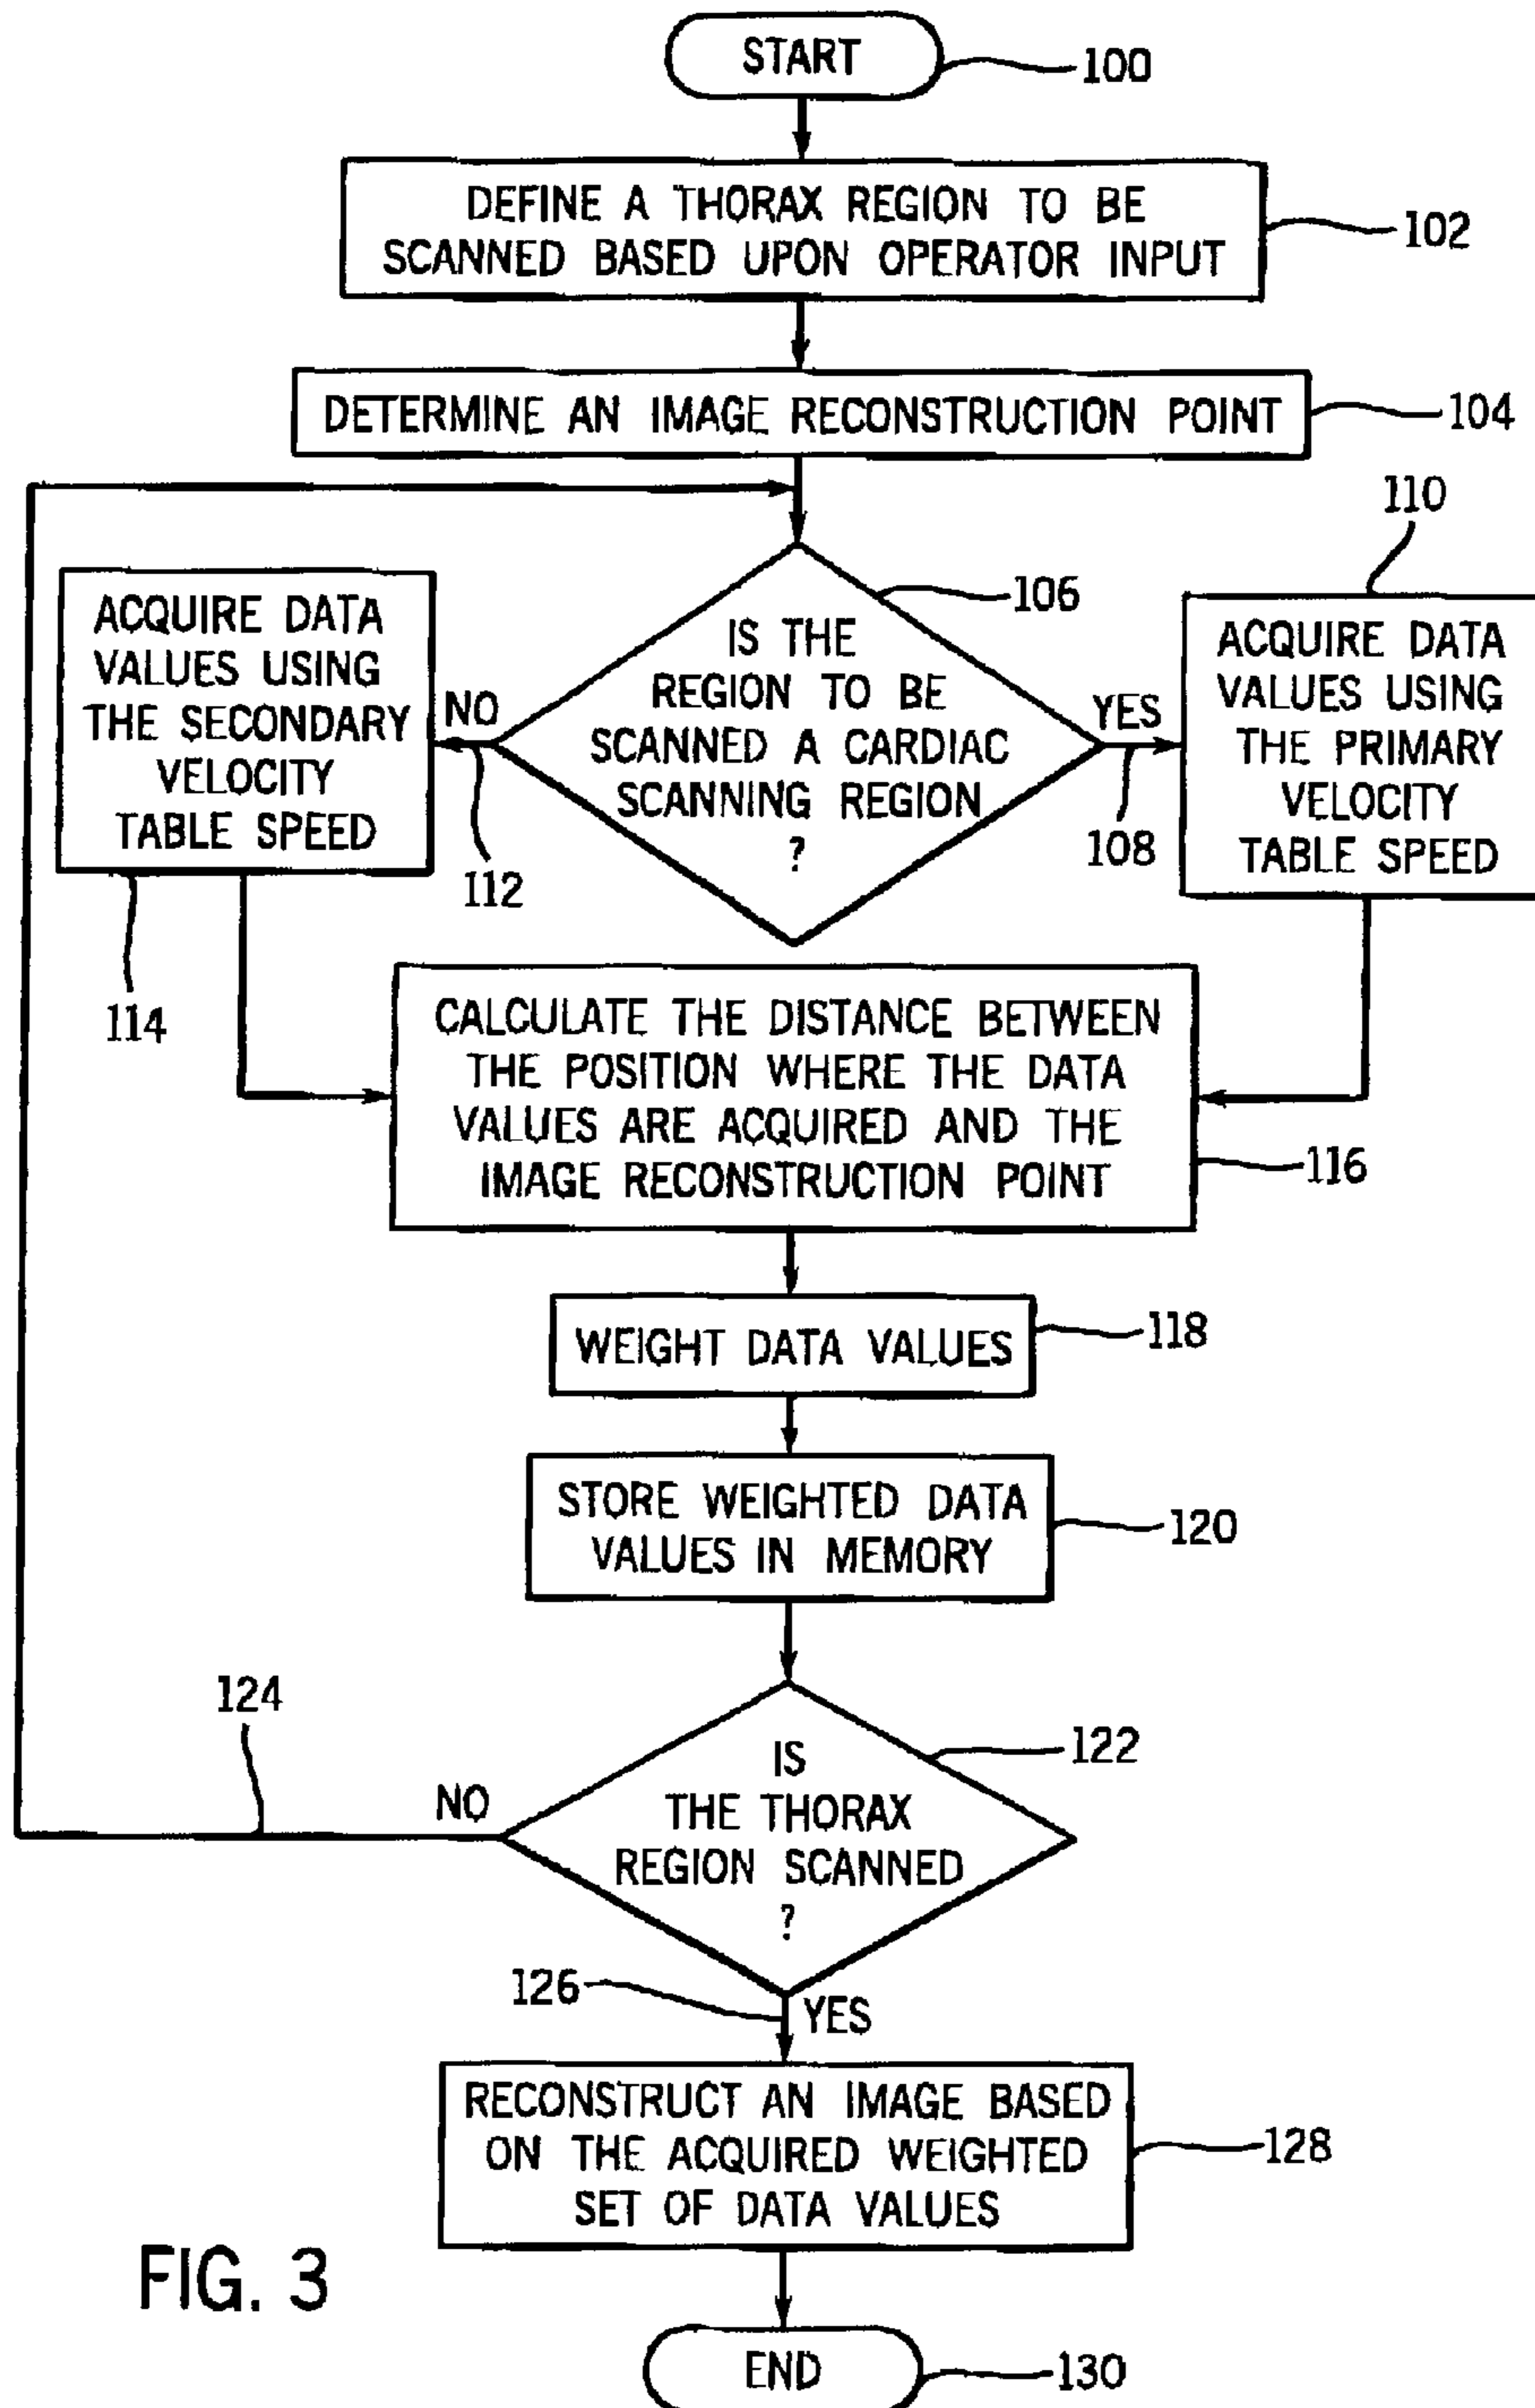 START
100
DEFINE A THORAX REGION TO BE
SCANNED BASED UPON OPERATOR INPUT
102
DETERMINE AN IMAGE RECONSTRUCTION POINT
104
110
106
ACQUIRE DATA
VALUES USING
THE SECONDARY
VELOCITY
TABLE SPEED
NO
112
114
IS THE
REGION TO BE
SCANNED A CARDIAC
SCANNING REGION
?
YES
108
ACQUIRE DATA
VALUES USING
THE PRIMARY
VELOCITY
TABLE SPEED
CALCULATE THE DISTANCE BETWEEN
THE POSITION WHERE THE DATA
VALUES ARE ACQUIRED AND THE
IMAGE RECONSTRUCTION POINT
116
WEIGHT DATA VALUES
118
STORE WEIGHTED DATA
VALUES IN MEMORY
120
124
NO
IS
THE THORAX
REGION SCANNED
?
122
126
YES
RECONSTRUCT AN IMAGE BASED
ON THE ACQUIRED WEIGHTED
SET OF DATA VALUES
128
FIG. 3
END
130